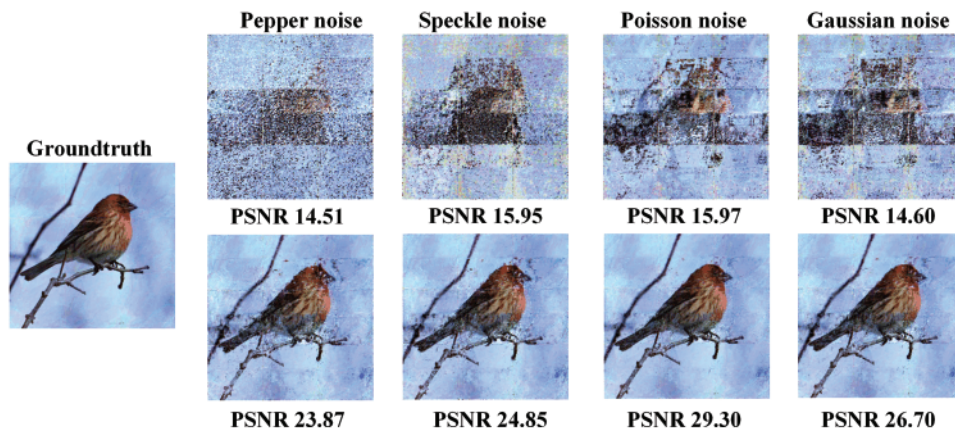 Pepper noise Speckle noise Poisson noise Gaussian noise
Groundtruth
PSNR 14.51 PSNR 15.95 PSNR 15.97 PSNR 14.60
PSNR 23.87 PSNR 24.85 PSNR 29.30 PSNR 26.70